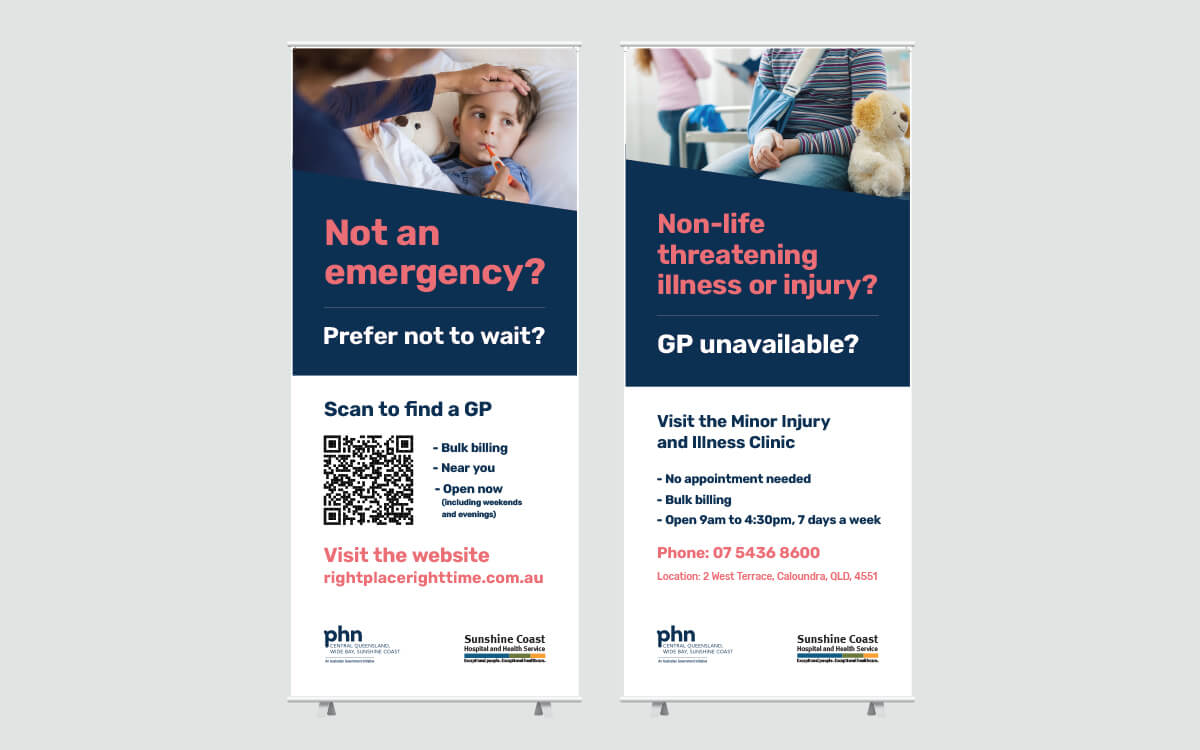 Not an
emergency?
Prefer not to wait?
Scan to find a GP
- Bulk billing
- Near you
- Open now
(including weekends
and evenings)
Visit the website
rightplacerighttime.com.au
phn
CENTRAL QUEENSLAND,
WIDE BAY, SUNSHINE COAST
An Australian Government Initiative
Sunshine Coast
Hospital and Health Service
Exceptional people. Exceptional healthcare.
Non-life
threatening
illness or injury?
GP unavailable?
Visit the Minor Injury
and Illness Clinic
- No appointment needed
- Bulk billing
- Open 9am to 4:30pm, 7 days a week
Phone: 07 5436 8600
Location: 2 West Terrace, Caloundra, QLD, 4551
phn
CENTRAL QUEENSLAND,
WIDE BAY, SUNSHINE COAST
An Australian Government Initiative
Sunshine Coast
Hospital and Health Service
Exceptional people. Exceptional healthcare.